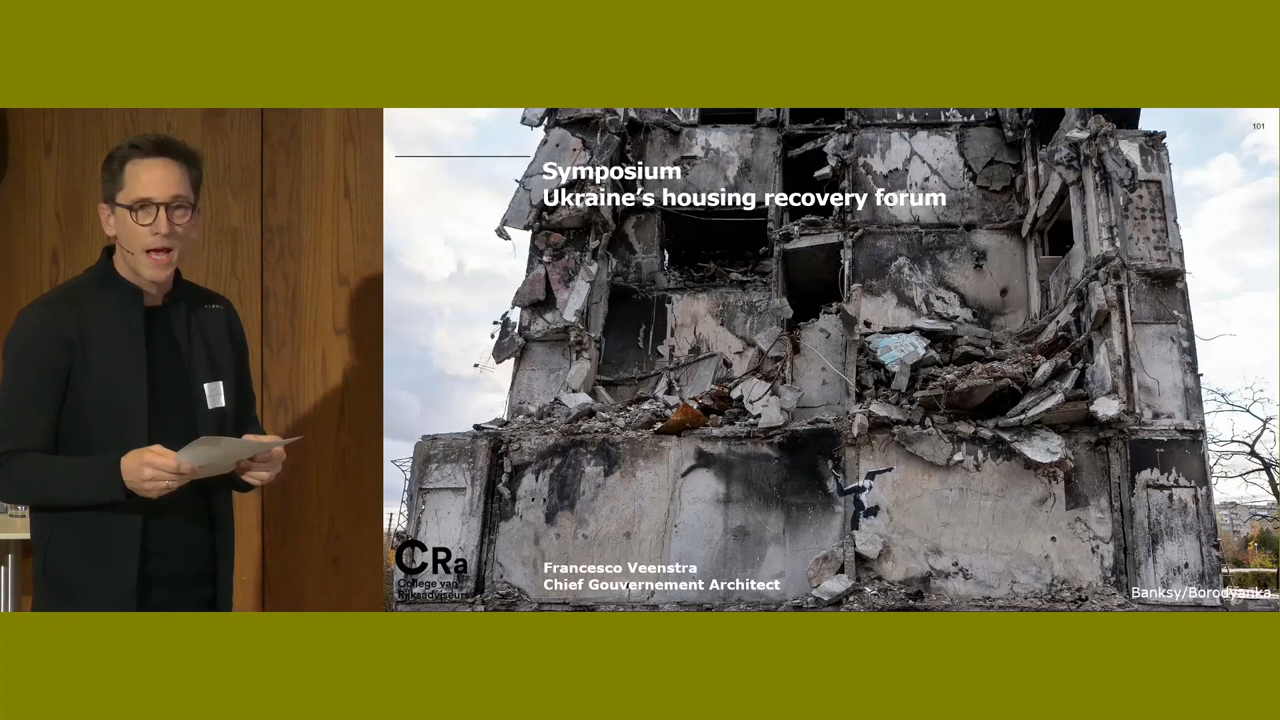 101
Symposium
Ukraine’s housing recovery forum
CRa
College van
Rijksadviseurs
Francesco Veenstra
Chief Gouvernement Architect
Banksy/Borodyanka